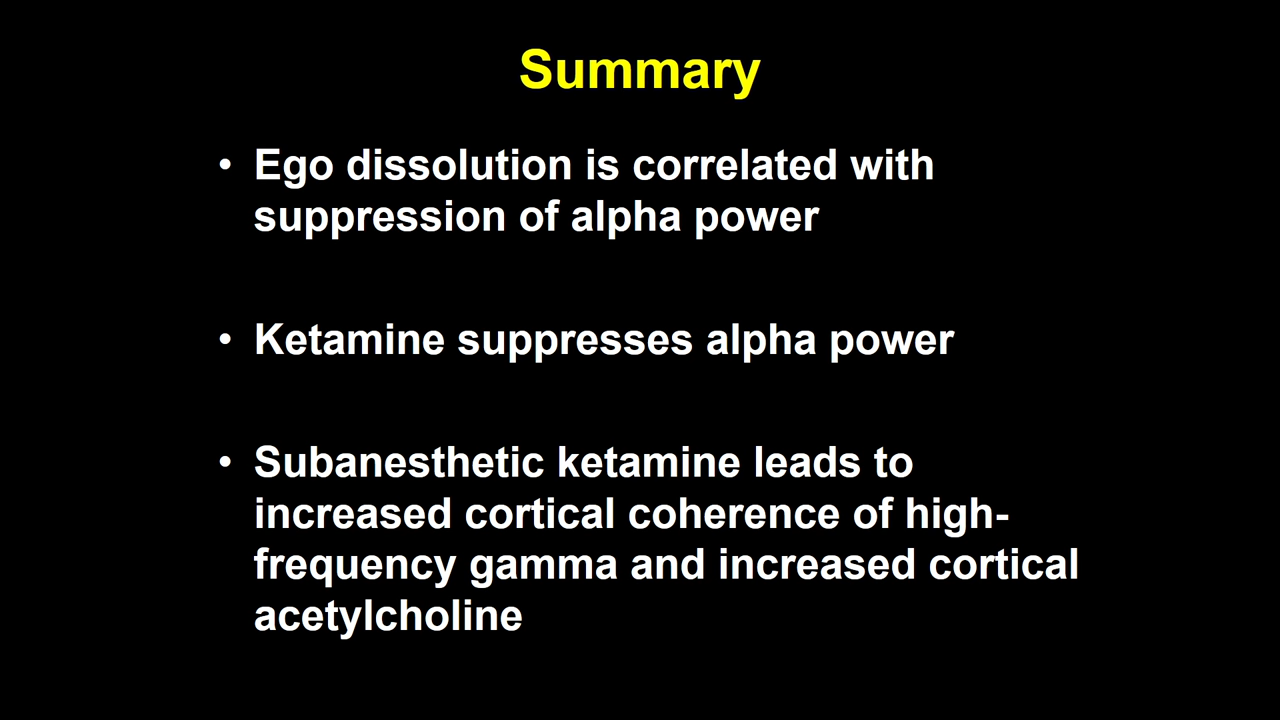 Summary
• Ego dissolution is correlated with
suppression of alpha power
• Ketamine suppresses alpha power
• Subanesthetic ketamine leads to
increased cortical coherence of high-
frequency gamma and increased cortical
acetylcholine